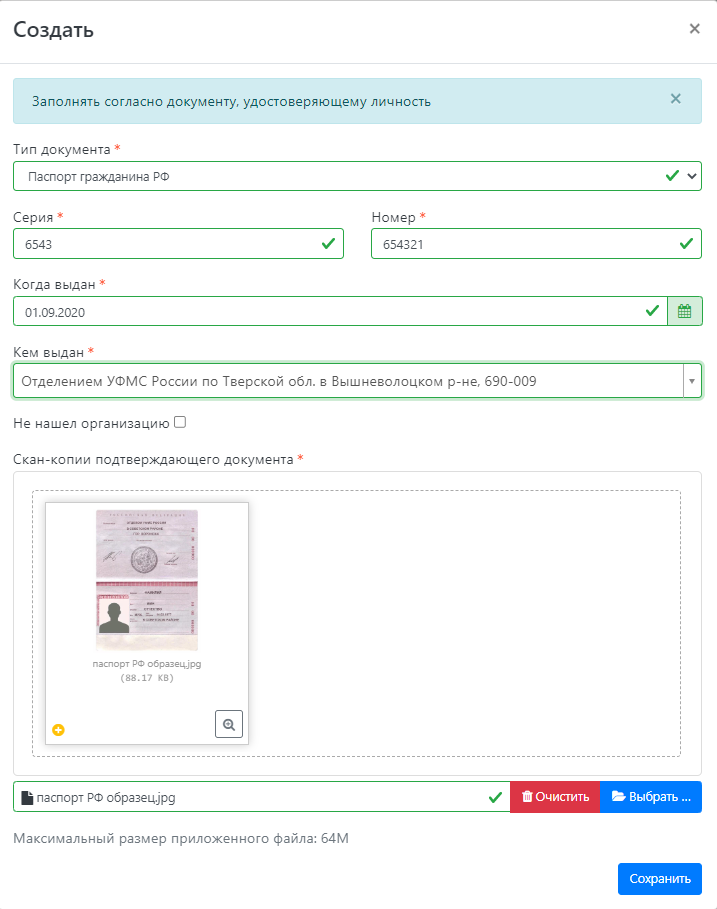 Создать
×
Заполнять согласно документу, удостоверяющему личность ×
Тип документа *
Паспорт гражданина РФ
Серия * Номер *
6543 654321
Когда выдан *
01.09.2020
Кем выдан *
Отделением УФМС России по Тверской обл. в Вышневолоцком р-не, 690-009
Не нашел организацию
Скан-копии подтверждающего документа *
паспорт РФ образец.jpg
(88.17 KB)
паспорт РФ образец.jpg Очистить Выбрать ...
Максимальный размер приложенного файла: 64M
Сохранить